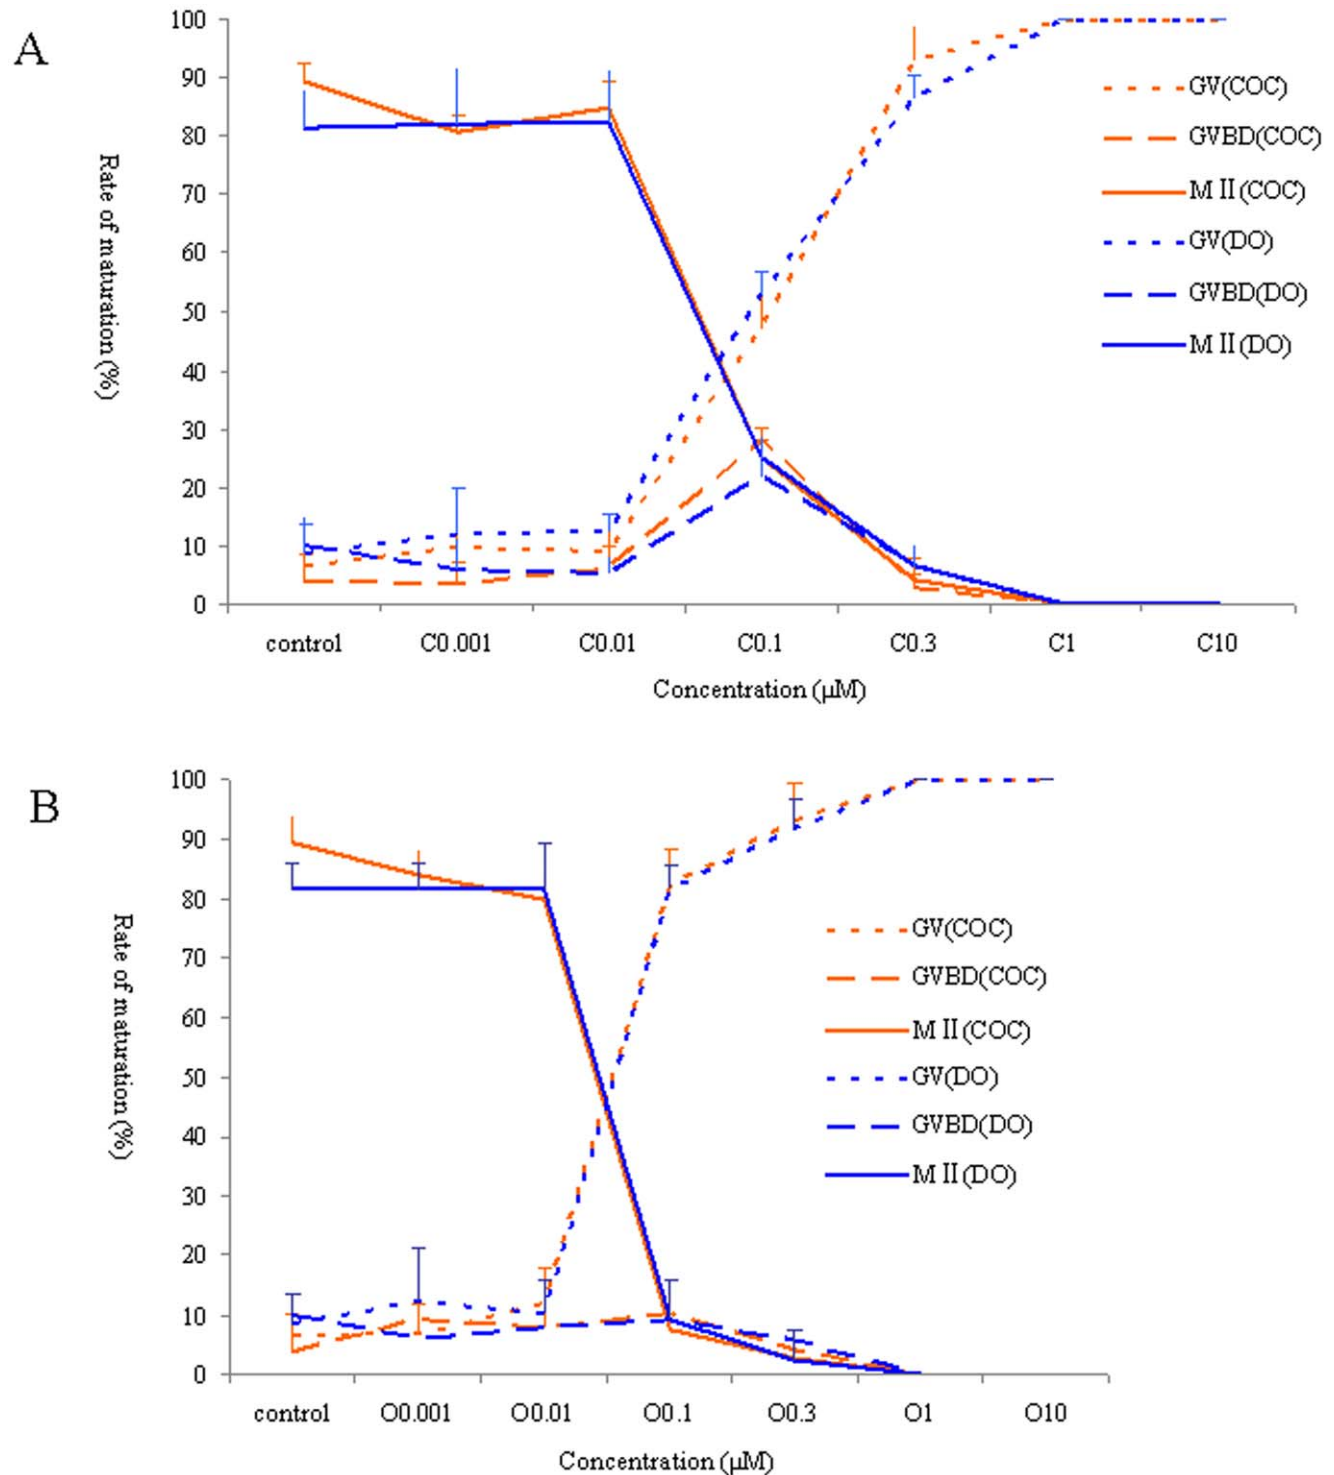 A
100
90
80
70
60
50
40
30
20
10
0
Rate of maturation (%)
GV(COC)
GVBD(COC)
M II (COC)
GV(DO)
GVBD(DO)
M II (DO)
control C0.001 C0.01 C0.1 C0.3 C1 C10
Concentration (μM)
B
100
90
80
70
60
50
40
30
20
10
0
Rate of maturation (%)
GV(COC)
GVBD(COC)
M II (COC)
GV(DO)
GVBD(DO)
M II (DO)
control O0.001 O0.01 O0.1 O0.3 O1 O10
Concentration (μM)